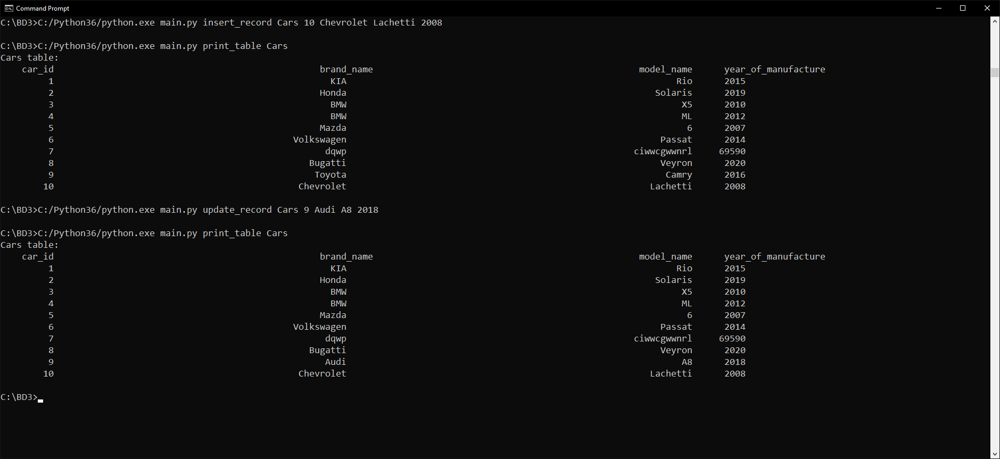 Command Prompt
C:\BD3>C:/Python36/python.exe main.py insert_record Cars 10 Chevrolet Lachetti 2008
C:\BD3>C:/Python36/python.exe main.py print_table Cars
Cars table:
car_id brand_name model_name year_of_manufacture
1 KIA Rio 2015
2 Honda Solaris 2019
3 BMW X5 2010
4 BMW ML 2012
5 Mazda 6 2007
6 Volkswagen Passat 2014
7 dqwp ciwwcgwwnrl 69590
8 Bugatti Veyron 2020
9 Toyota Camry 2016
10 Chevrolet Lachetti 2008
C:\BD3>C:/Python36/python.exe main.py update_record Cars 9 Audi A8 2018
C:\BD3>C:/Python36/python.exe main.py print_table Cars
Cars table:
car_id brand_name model_name year_of_manufacture
1 KIA Rio 2015
2 Honda Solaris 2019
3 BMW X5 2010
4 BMW ML 2012
5 Mazda 6 2007
6 Volkswagen Passat 2014
7 dqwp ciwwcgwwnrl 69590
8 Bugatti Veyron 2020
9 Audi A8 2018
10 Chevrolet Lachetti 2008
C:\BD3>